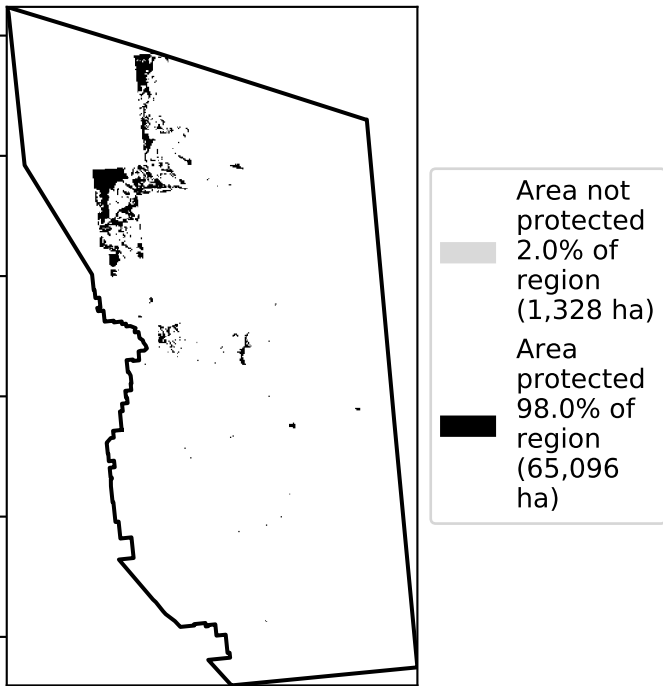 Area not
protected
2.0% of
region
(1,328 ha)
Area
protected
98.0% of
region
(65,096
ha)